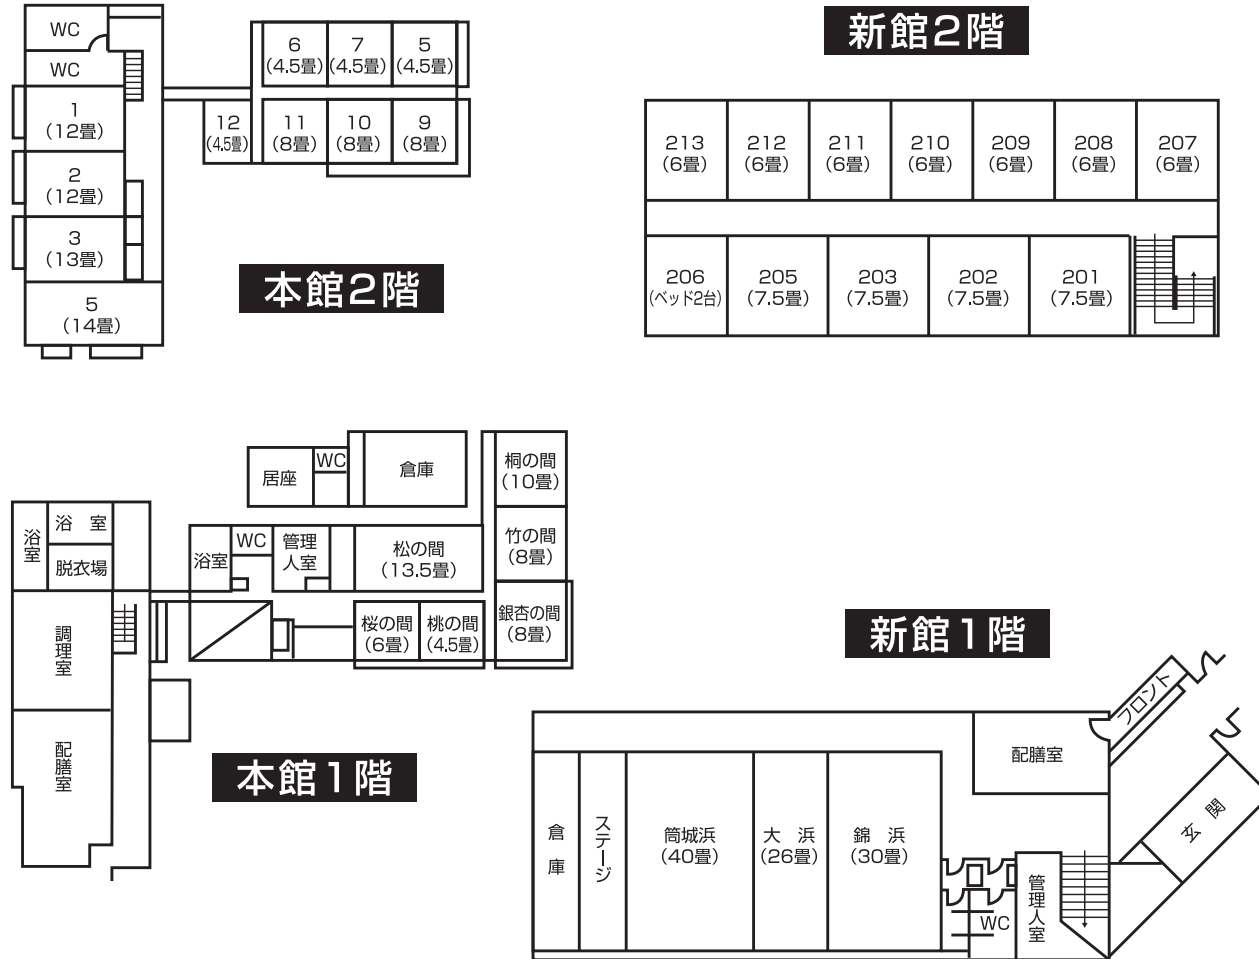 WC
WC
1
(12畳)
2
(12畳)
3
(13畳)
5
(14畳)
6
(4.5畳)
7
(4.5畳)
5
(4.5畳)
12
(4.5畳)
11
(8畳)
10
(8畳)
9
(8畳)
本館2階
新館2階
213
(6畳)
212
(6畳)
211
(6畳)
210
(6畳)
209
(6畳)
208
(6畳)
207
(6畳)
206
(ベッド2台)
205
(7.5畳)
203
(7.5畳)
202
(7.5畳)
201
(7.5畳)
居座
WC
倉庫
桐の間
(10畳)
竹の間
(8畳)
銀杏の間
(8畳)
浴室
浴 室
脱衣場
浴室
WC
管理
人室
松の間
(13.5畳)
桜の間
(6畳)
桃の間
(4.5畳)
調理室
配膳室
本館1階
新館1階
フロント
配膳室
玄 関
倉 庫
ステージ
筒城浜
(40畳)
大 浜
(26畳)
錦 浜
(30畳)
WC
管理人室